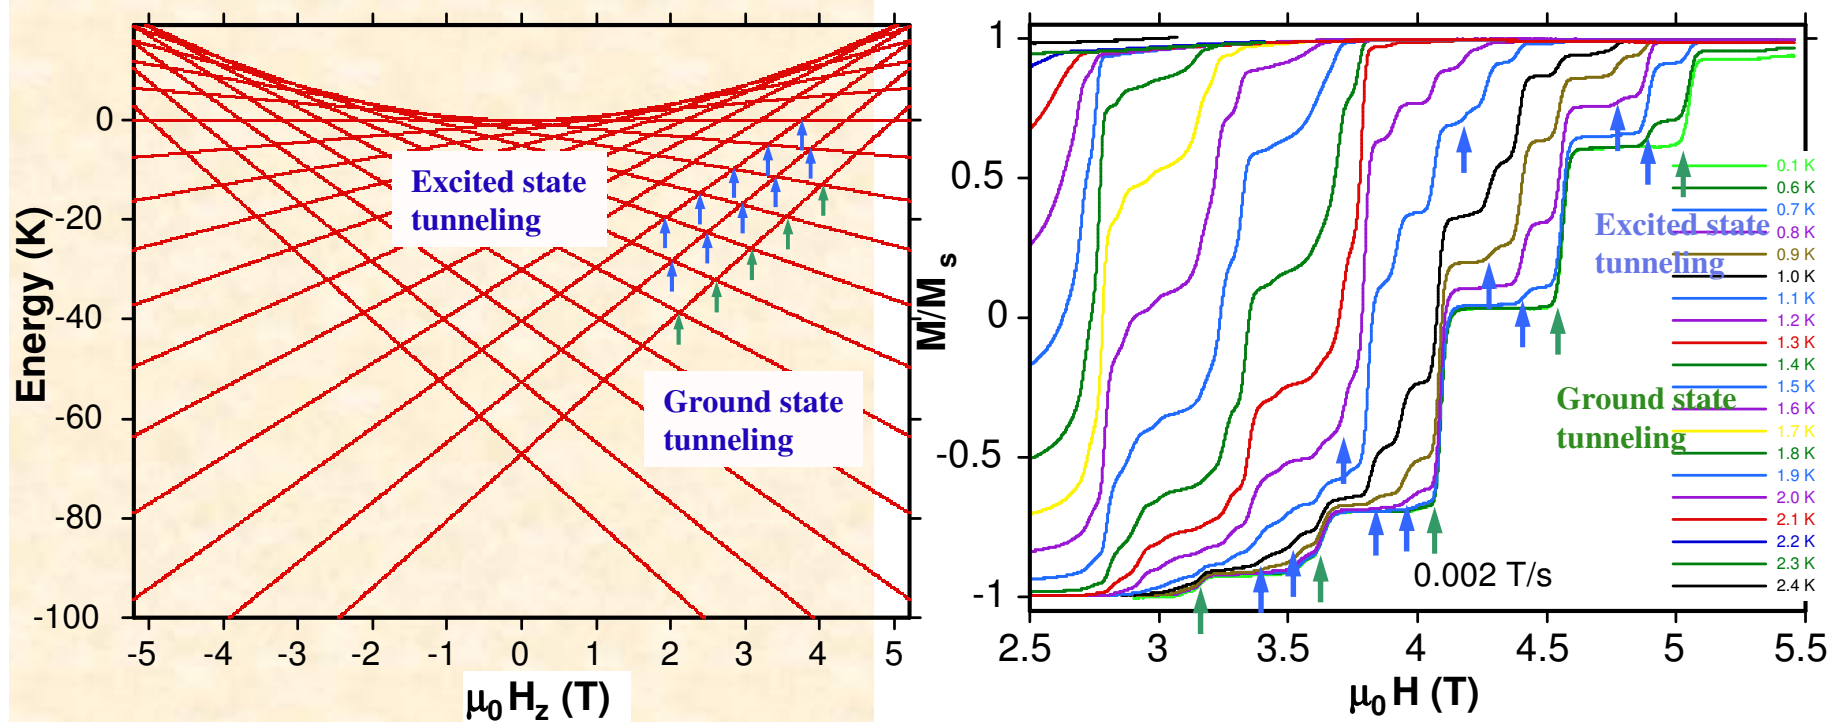 Energy (K)
0
-20
-40
-60
-80
-100
Excited state
tunneling
Ground state
tunneling
-5 -4 -3 -2 -1 0 1 2 3 4 5
μ0 Hz (T)
M/Ms
1
0.5
0
-0.5
-1
Excited state
tunneling
Ground state
tunneling
0.002 T/s
0.1 K
0.6 K
0.7 K
0.8 K
0.9 K
1.0 K
1.1 K
1.2 K
1.3 K
1.4 K
1.5 K
1.6 K
1.7 K
1.8 K
1.9 K
2.0 K
2.1 K
2.2 K
2.3 K
2.4 K
2.5 3 3.5 4 4.5 5 5.5
μ0 H (T)